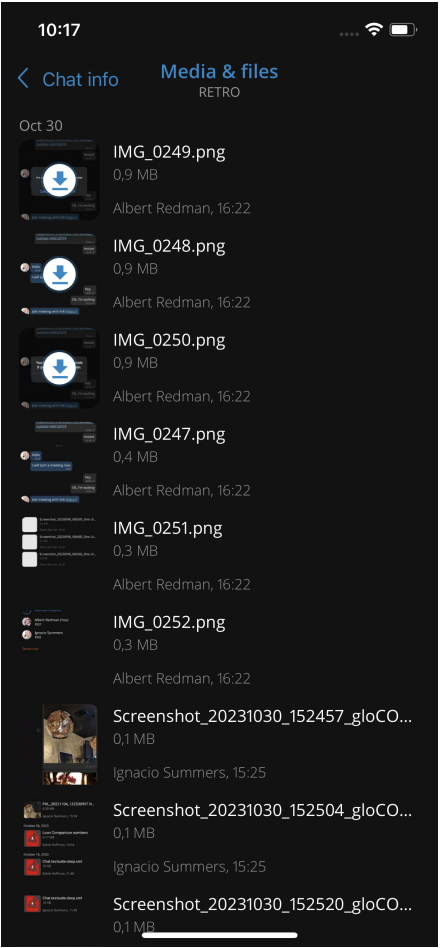 10:17
Chat info
Media & files
RETRO
Oct 30
IMG_0249.png
0,9 MB
Albert Redman, 16:22
IMG_0248.png
0,9 MB
Albert Redman, 16:22
IMG_0250.png
0,9 MB
Albert Redman, 16:22
IMG_0247.png
0,4 MB
Albert Redman, 16:22
IMG_0251.png
0,3 MB
Albert Redman, 16:22
IMG_0252.png
0,3 MB
Albert Redman, 16:22
Screenshot_20231030_152457_gloCO...
0,1 MB
Ignacio Summers, 15:25
Screenshot_20231030_152504_gloCO...
0,1 MB
Ignacio Summers, 15:25
Screenshot_20231030_152520_gloCO...
0,1 MB